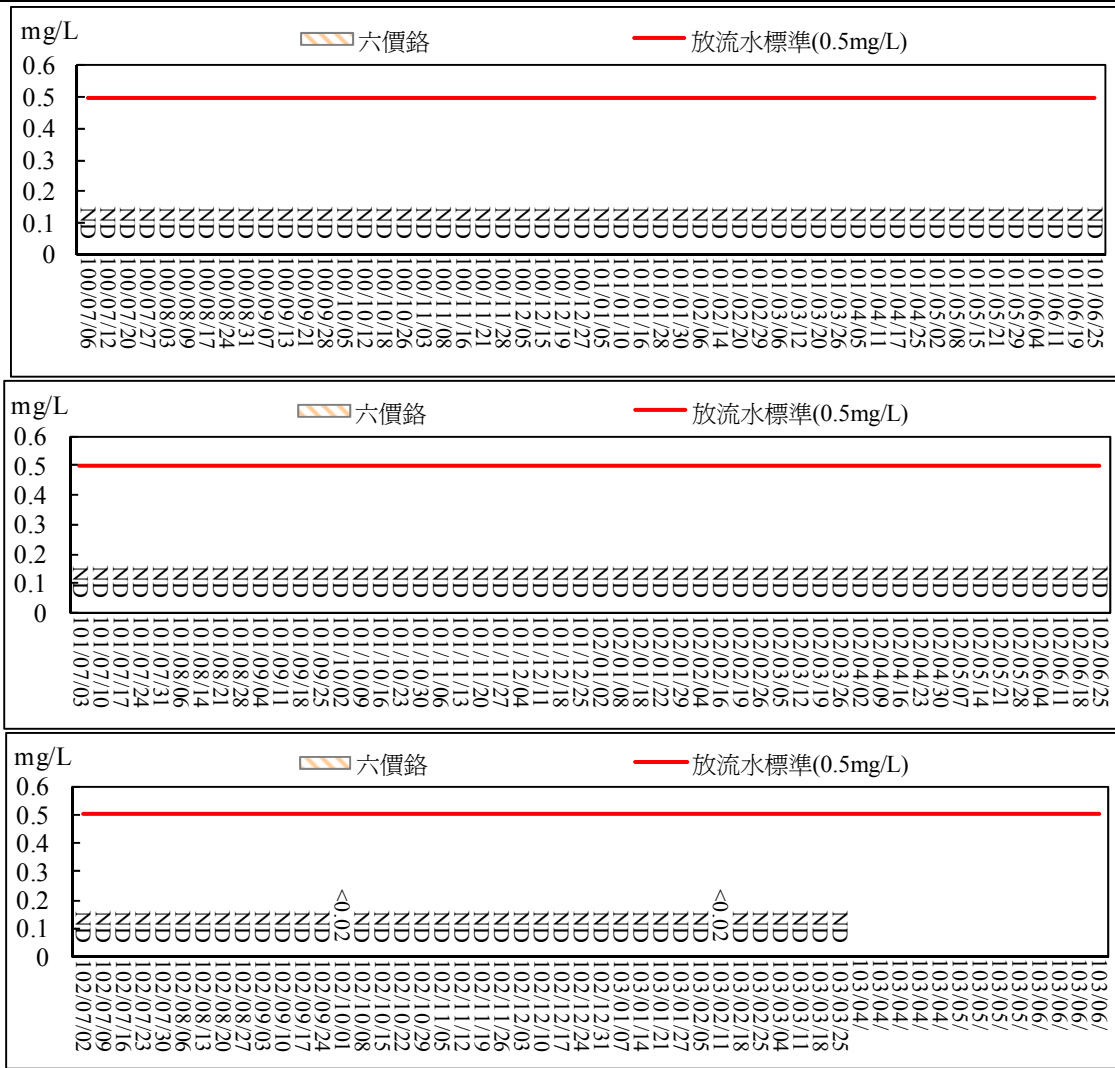 mg/L
六價鉻
放流水標準(0.5mg/L)
0.6
0.5
0.4
0.3
0.2
0.1
0
ND ND ND ND ND ND ND ND ND ND ND ND ND ND ND ND ND ND ND ND ND ND ND ND ND ND ND ND ND ND ND ND ND ND ND ND ND ND ND ND ND ND ND ND ND ND ND ND ND ND ND ND
100/07/06 100/07/12 100/07/20 100/07/27 100/08/03 100/08/09 100/08/17 100/08/24 100/08/31 100/09/07 100/09/13 100/09/21 100/09/28 100/10/05 100/10/12 100/10/18 100/10/26 100/11/03 100/11/08 100/11/16 100/11/21 100/11/28 100/12/05 100/12/15 100/12/19 100/12/27 101/01/05 101/01/10 101/01/16 101/01/28 101/01/30 101/02/06 101/02/14 101/02/20 101/02/29 101/03/06 101/03/12 101/03/20 101/03/26 101/04/05 101/04/11 101/04/17 101/04/25 101/05/02 101/05/08 101/05/15 101/05/21 101/05/29 101/06/04 101/06/11 101/06/19 101/06/25
mg/L
六價鉻
放流水標準(0.5mg/L)
0.6
0.5
0.4
0.3
0.2
0.1
0
ND ND ND ND ND ND ND ND ND ND ND ND ND ND ND ND ND ND ND ND ND ND ND ND ND ND ND ND ND ND ND ND ND ND ND ND ND ND ND ND ND ND ND ND ND ND ND ND ND ND ND ND
101/07/03 101/07/10 101/07/17 101/07/24 101/07/31 101/08/06 101/08/14 101/08/21 101/08/28 101/09/04 101/09/11 101/09/18 101/09/25 101/10/02 101/10/09 101/10/16 101/10/23 101/10/30 101/11/06 101/11/13 101/11/20 101/11/27 101/12/04 101/12/11 101/12/18 101/12/25 102/01/02 102/01/08 102/01/18 102/01/22 102/01/29 102/02/04 102/02/16 102/02/19 102/02/26 102/03/05 102/03/12 102/03/19 102/03/26 102/04/02 102/04/09 102/04/16 102/04/23 102/04/30 102/05/07 102/05/14 102/05/21 102/05/28 102/06/04 102/06/11 102/06/18 102/06/25
mg/L
六價鉻
放流水標準(0.5mg/L)
0.6
0.5
0.4
0.3
0.2
0.1
0
ND ND ND ND ND ND ND ND ND ND ND ND ND <0.02 ND ND ND ND ND ND ND ND ND ND ND ND ND ND ND ND ND ND <0.02 ND ND ND ND ND ND
102/07/02 102/07/09 102/07/16 102/07/23 102/07/30 102/08/06 102/08/13 102/08/20 102/08/27 102/09/03 102/09/10 102/09/17 102/09/24 102/10/01 102/10/08 102/10/15 102/10/22 102/10/29 102/11/05 102/11/12 102/11/19 102/11/26 102/12/03 102/12/10 102/12/17 102/12/24 102/12/31 103/01/07 103/01/14 103/01/21 103/01/27 103/02/05 103/02/11 103/02/18 103/02/25 103/03/04 103/03/11 103/03/18 103/03/25 103/04/ 103/04/ 103/04/ 103/04/ 103/04/ 103/05/ 103/05/ 103/05/ 103/05/ 103/06/ 103/06/ 103/06/ 103/06/